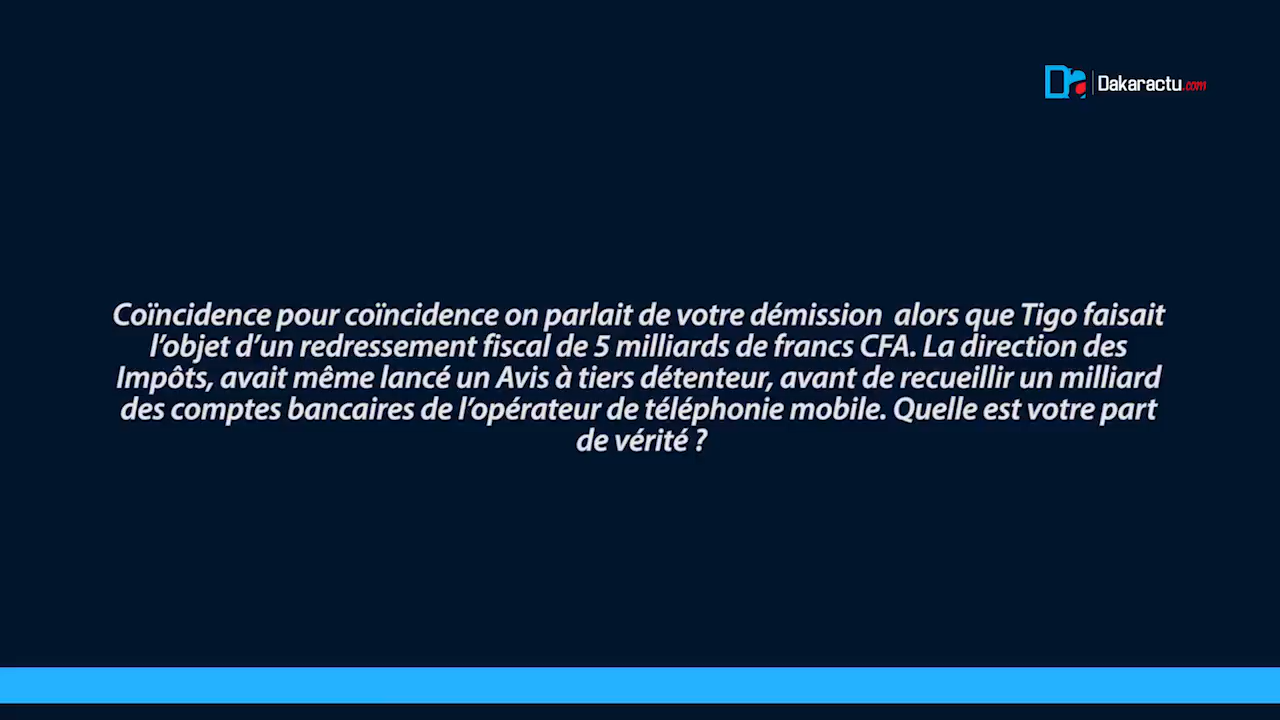 Dakaractu.com
Coïncidence pour coïncidence on parlait de votre démission  alors que Tigo faisait
l’objet d’un redressement fiscal de 5 milliards de francs CFA. La direction des
Impôts, avait même lancé un Avis à tiers détenteur, avant de recueillir un milliard
des comptes bancaires de l’opérateur de téléphonie mobile. Quelle est votre part
de vérité ?